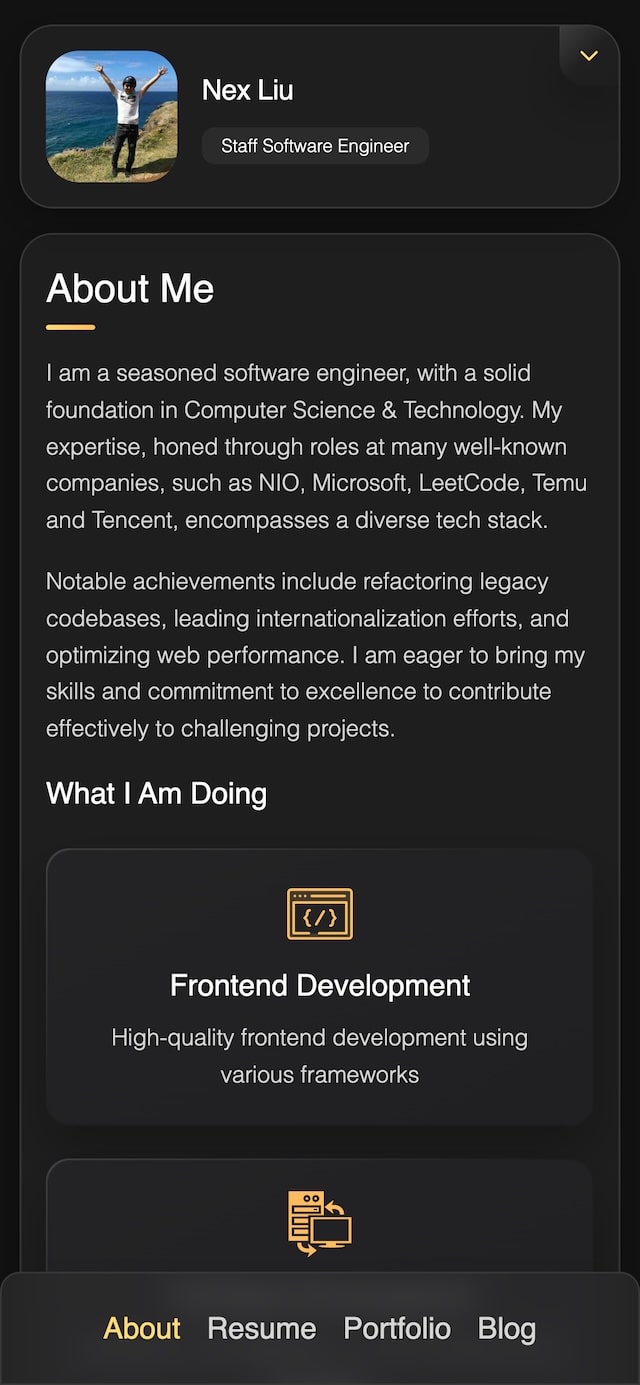 Nex Liu
Staff Software Engineer
About Me
I am a seasoned software engineer, with a solid
foundation in Computer Science & Technology. My
expertise, honed through roles at many well-known
companies, such as NIO, Microsoft, LeetCode, Temu
and Tencent, encompasses a diverse tech stack.
Notable achievements include refactoring legacy
codebases, leading internationalization efforts, and
optimizing web performance. I am eager to bring my
skills and commitment to excellence to contribute
effectively to challenging projects.
What I Am Doing
Frontend Development
High-quality frontend development using
various frameworks
About Resume Portfolio Blog